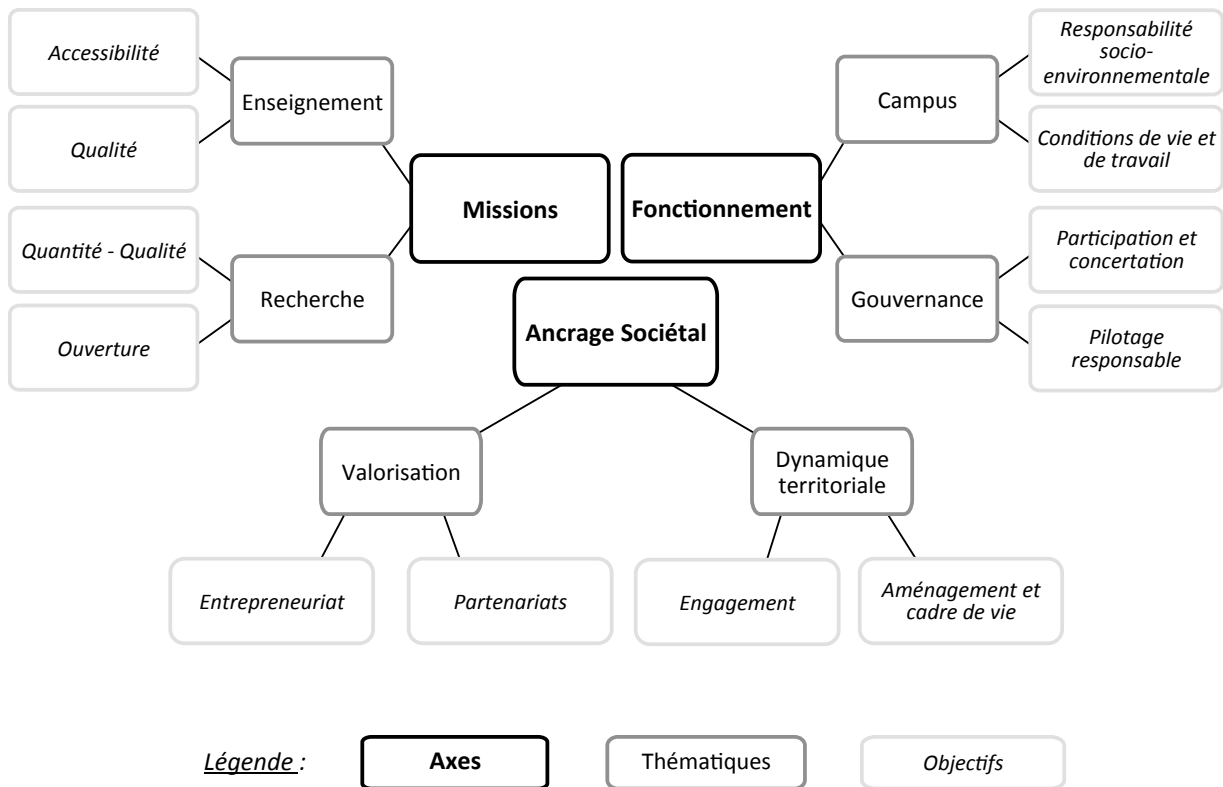 Accessibilité
Qualité
Enseignement
Quantité - Qualité
Ouverture
Recherche
Missions
Fonctionnement
Ancrage Sociétal
Campus
Responsabilité
socio-
environnementale
Conditions de vie et
de travail
Gouvernance
Participation et
concertation
Pilotage
responsable
Valorisation
Dynamique
territoriale
Entrepreneuriat
Partenariats
Engagement
Aménagement et
cadre de vie
Légende :
Axes
Thématiques
Objectifs